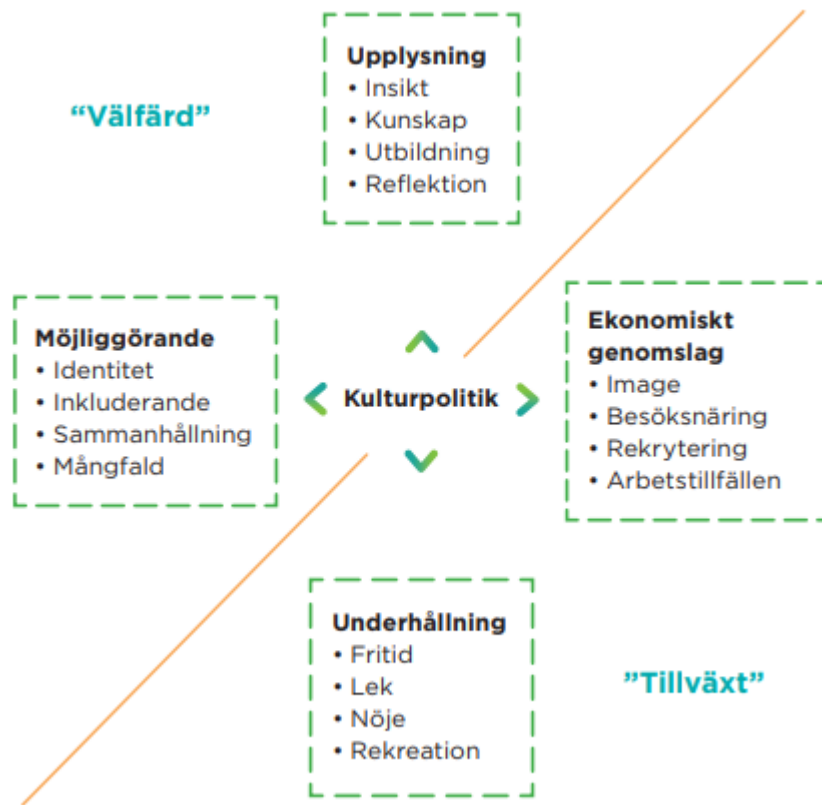 Upplysning
• Insikt
• Kunskap
• Utbildning
• Reflektion
“Välfärd”
Möjliggörande
• Identitet
• Inkluderande
• Sammanhållning
• Mångfald
Kulturpolitik
Ekonomiskt
genomslag
• Image
• Besöksnäring
• Rekrytering
• Arbetstillfällen
Underhållning
• Fritid
• Lek
• Nöje
• Rekreation
”Tillväxt”